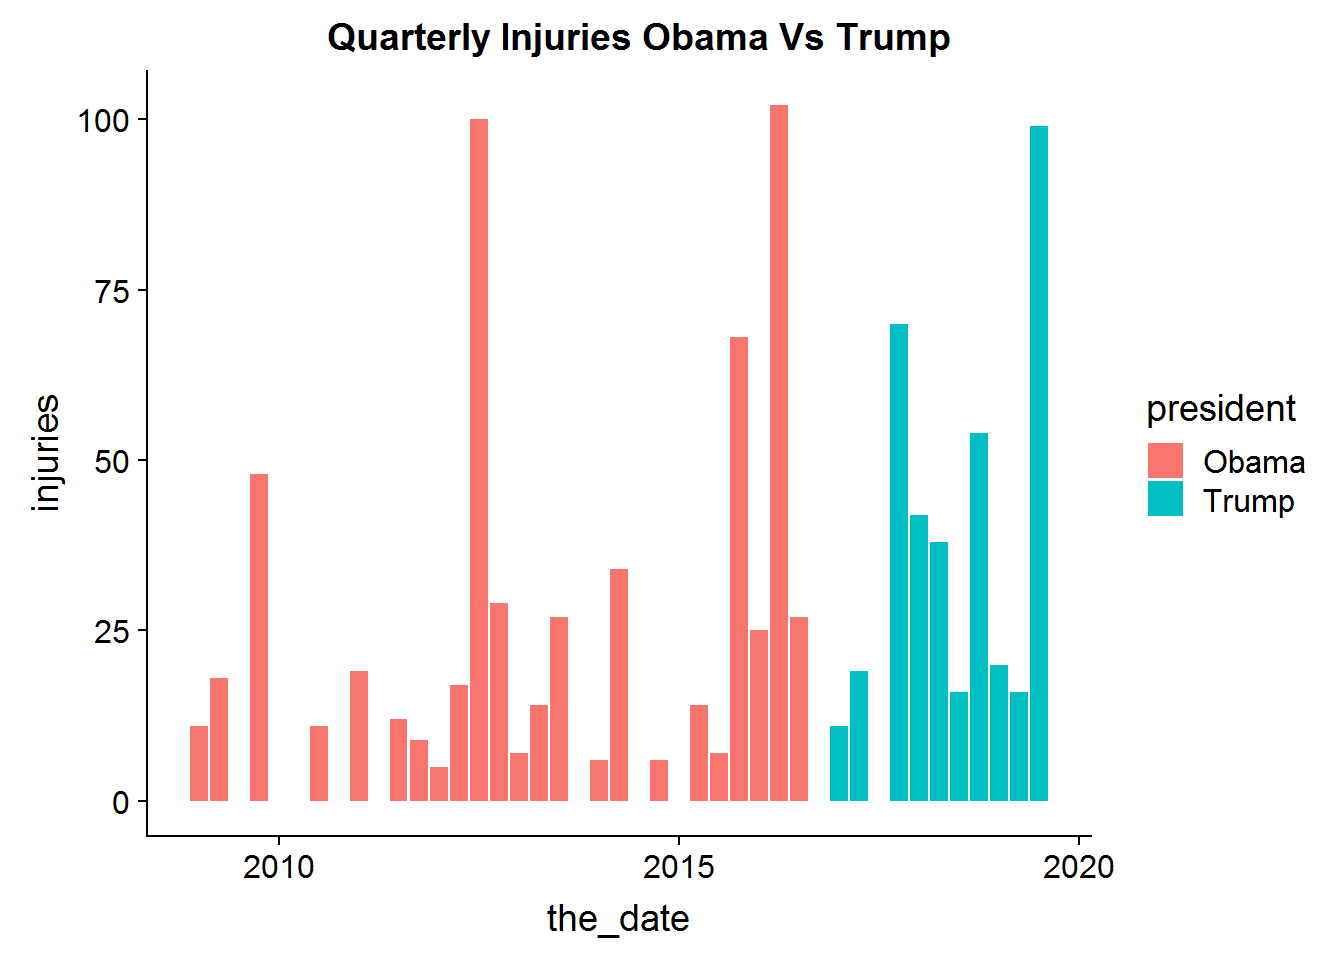 Quarterly Injuries Obama Vs Trump
100
75
50
25
0
injuries
2010
2015
2020
the_date
president
Obama
Trump